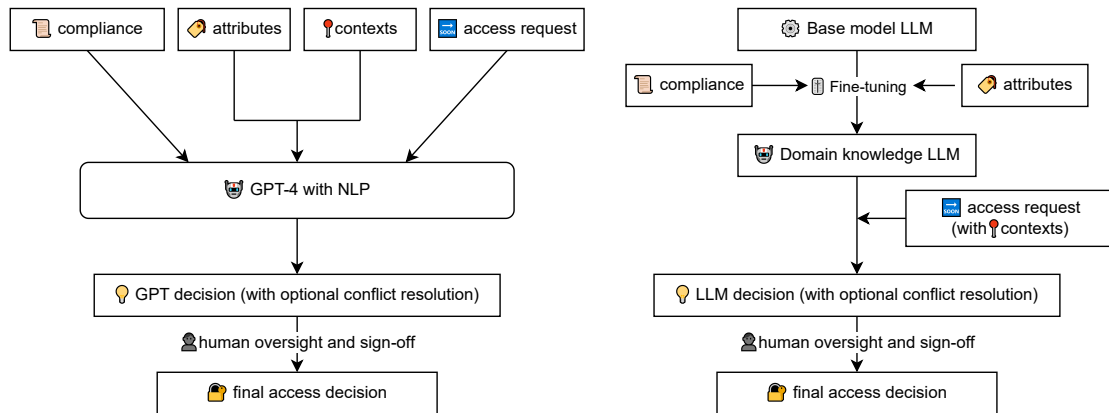 compliance
attributes
contexts
access request
GPT-4 with NLP
GPT decision (with optional conflict resolution)
human oversight and sign-off
final access decision
Base model LLM
compliance
Fine-tuning
attributes
Domain knowledge LLM
SOON
access request
(with contexts)
LLM decision (with optional conflict resolution)
human oversight and sign-off
final access decision